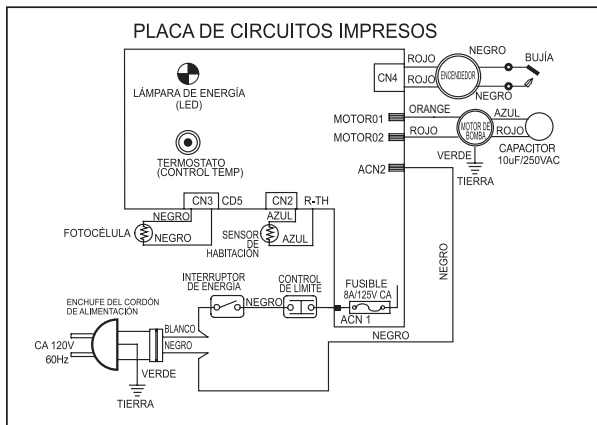 PLACA DE CIRCUITOS IMPRESOS
LÁMPARA DE ENERGÍA
(LED)
TERMOSTATO
(CONTROL TEMP)
CN4
ROJO
ROJO
ENCENDEDOR
NEGRO
NEGRO
BUJÍA
MOTOR01
MOTOR02
ORANGE
ROJO
MOTOR DE
BOMBA
AZUL
ROJO
CAPACITOR
10uF/250VAC
VERDE
TIERRA
ACN2
CN3
CD5
CN2
R-TH
NEGRO
NEGRO
FOTOCÉLULA
AZUL
AZUL
SENSOR
DE
HABITACIÓN
NEGRO
INTERRUPTOR
DE ENERGÍA
NEGRO
CONTROL
DE LÍMITE
FUSIBLE
8A/125V CA
ACN 1
NEGRO
ENCHUFE DEL CORDÓN
DE ALIMENTACIÓN
BLANCO
NEGRO
CA 120V
60Hz
VERDE
TIERRA